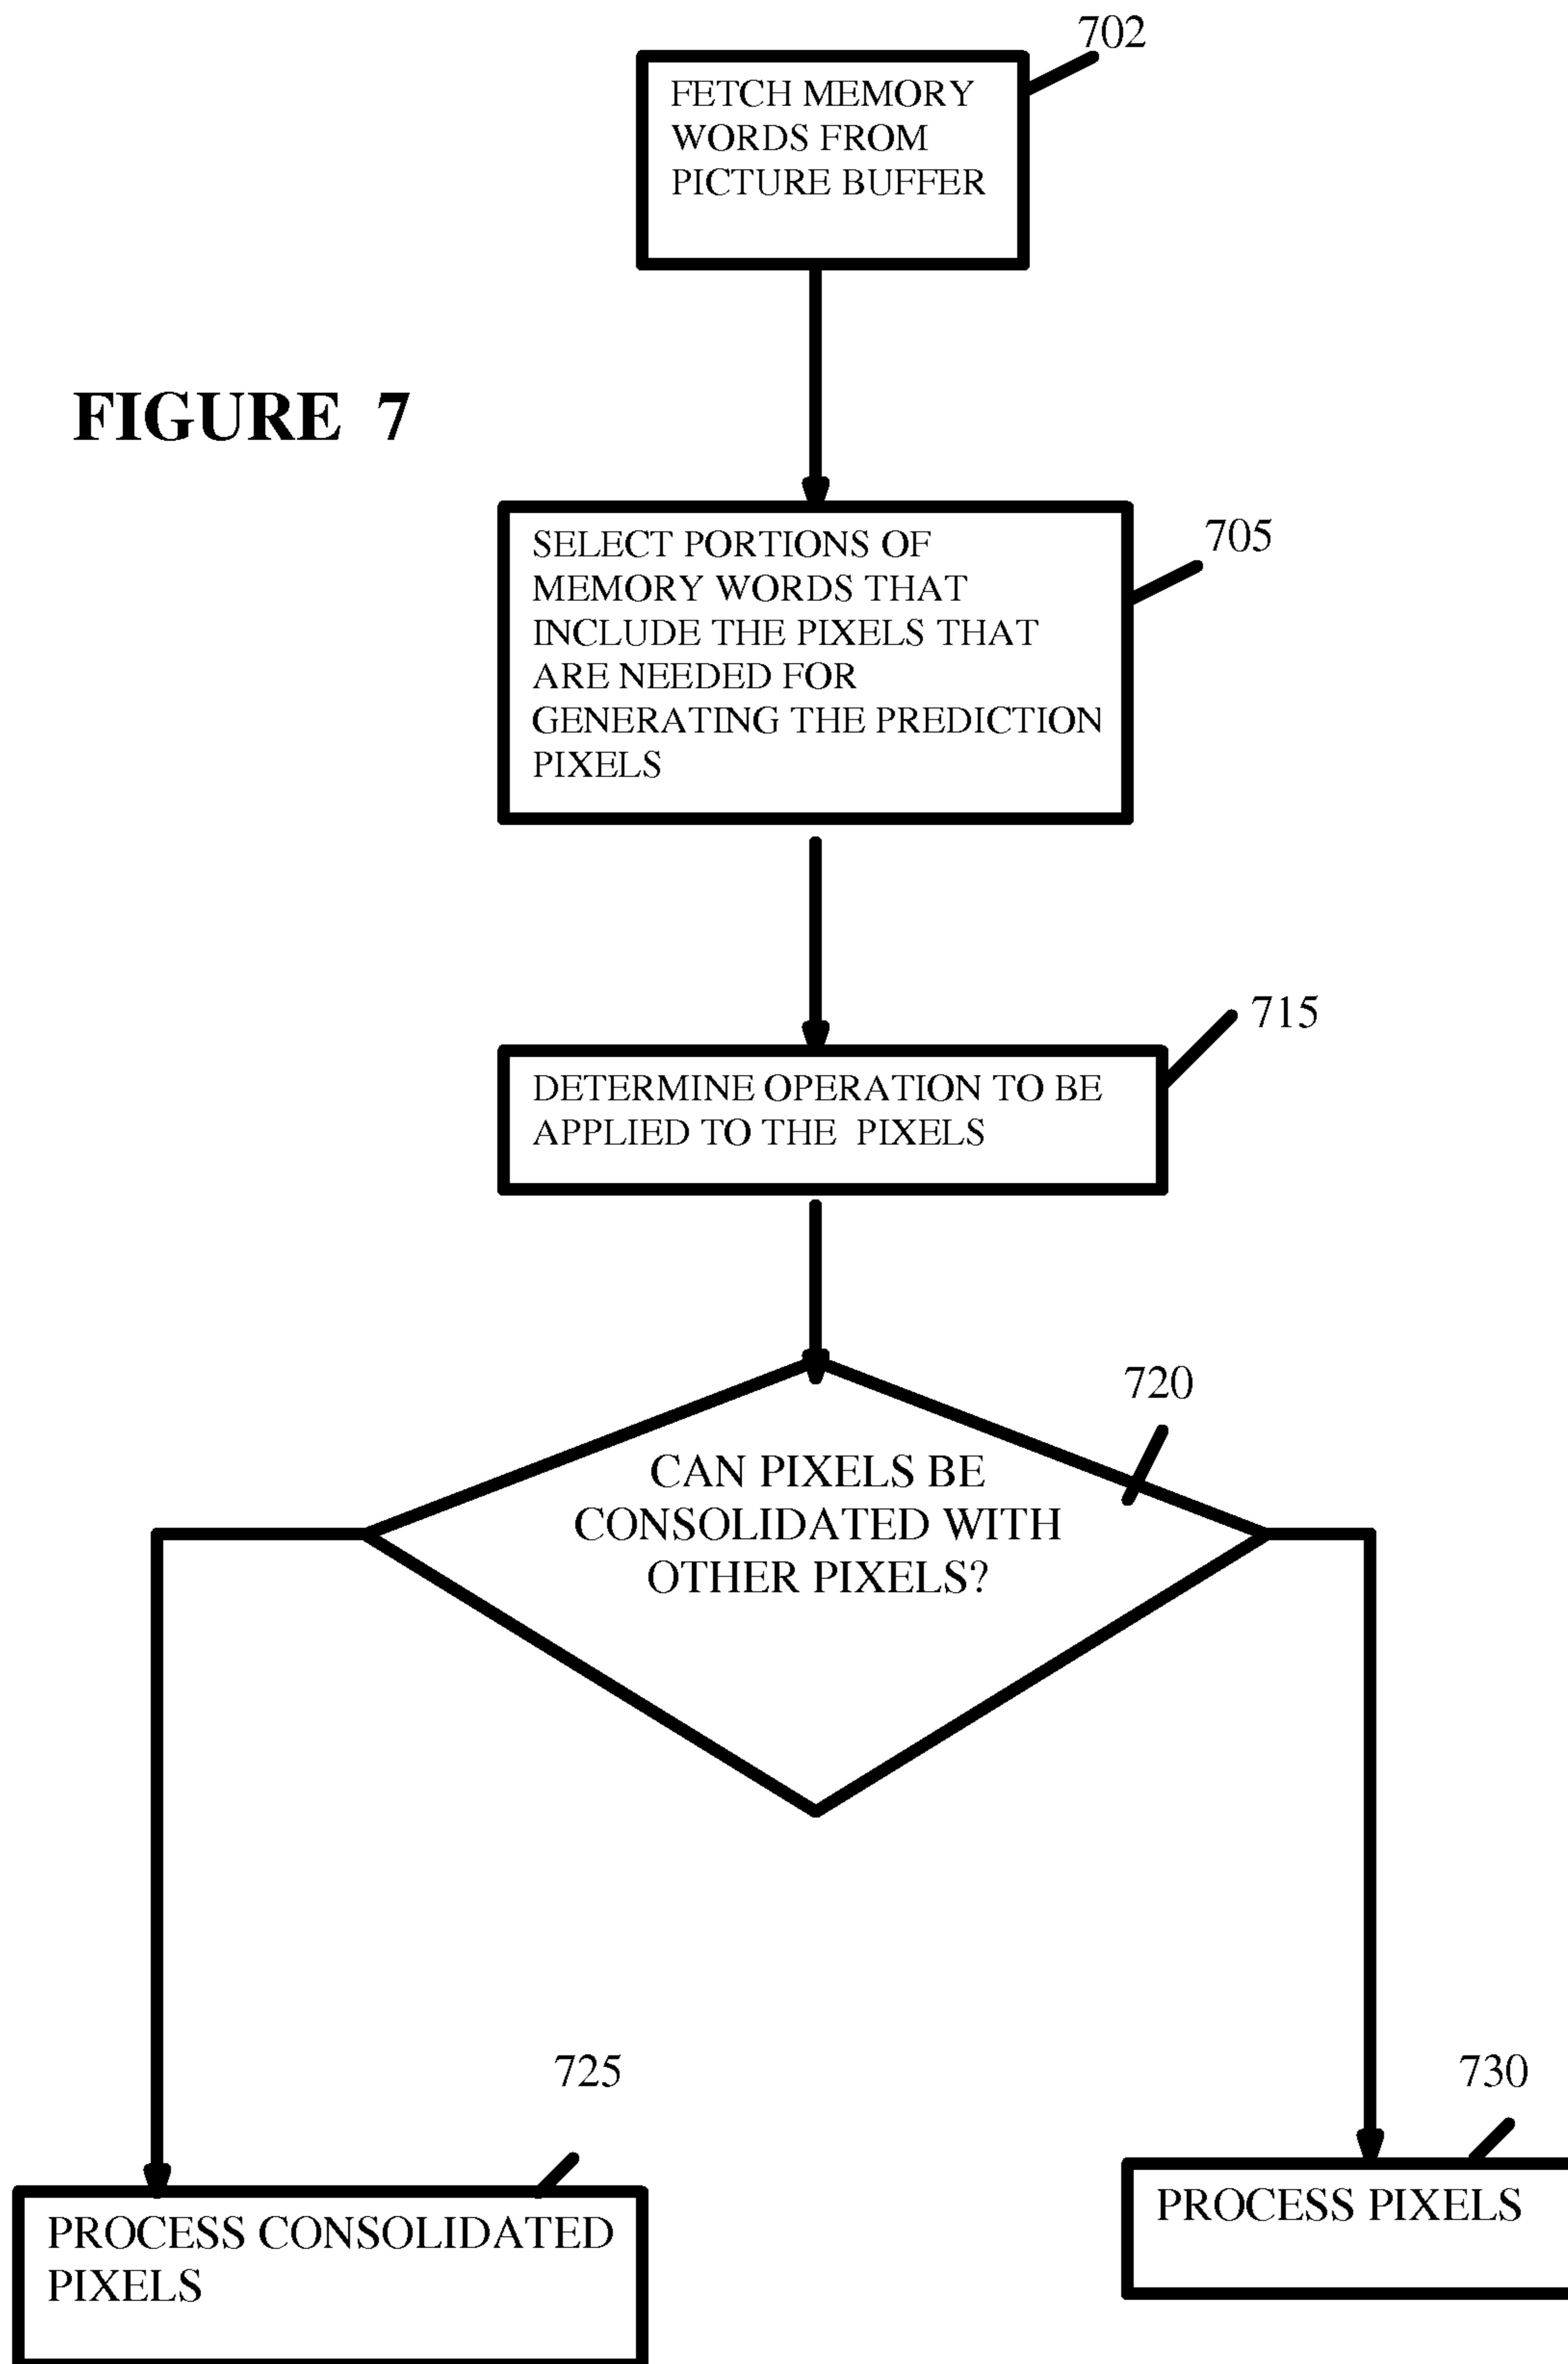 702
FETCH MEMORY
WORDS FROM
PICTURE BUFFER
FIGURE 7
705
SELECT PORTIONS OF
MEMORY WORDS THAT
INCLUDE THE PIXELS THAT
ARE NEEDED FOR
GENERATING THE PREDICTION
PIXELS
715
DETERMINE OPERATION TO BE
APPLIED TO THE PIXELS
720
CAN PIXELS BE
CONSOLIDATED WITH
OTHER PIXELS?
725
PROCESS CONSOLIDATED
PIXELS
730
PROCESS PIXELS